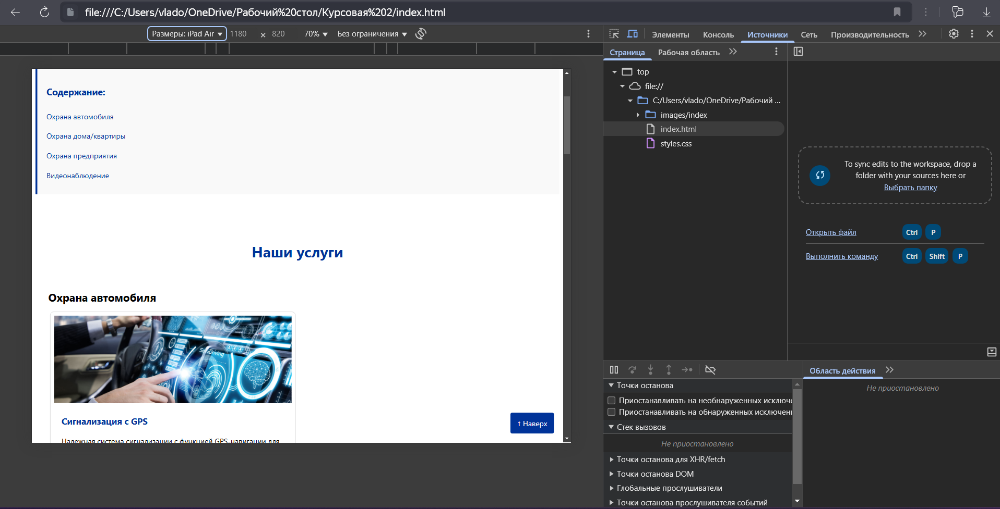 file:///C:/Users/vlado/OneDrive/Рабочий%20стол/Курсовая%202/index.html
Размеры: iPad Air 1180 × 820 70% Без ограничения
Элементы Консоль Источники Сеть Производительность
Страница Рабочая область
top
file://
C:/Users/vlado/OneDrive/Рабочий ...
images/index
index.html
styles.css
To sync edits to the workspace, drop a
folder with your sources here or
Выбрать папку
Открыть файл Ctrl P
Выполнить команду Ctrl Shift P
Содержание:
Охрана автомобиля
Охрана дома/квартиры
Охрана предприятия
Видеонаблюдение
Наши услуги
Охрана автомобиля
SafeDriving
Сигнализация с GPS
Надежная система сигнализации с функцией GPS-навигации для
↑ Наверх
Область действия
Не приостановлено
Точки останова
Приостанавливать на необнаруженных исключе
Приостанавливать на обнаруженных исключени
Стек вызовов
Не приостановлено
Точки останова для XHR/fetch
Точки останова DOM
Глобальные прослушиватели
Точки останова прослушивателя событий